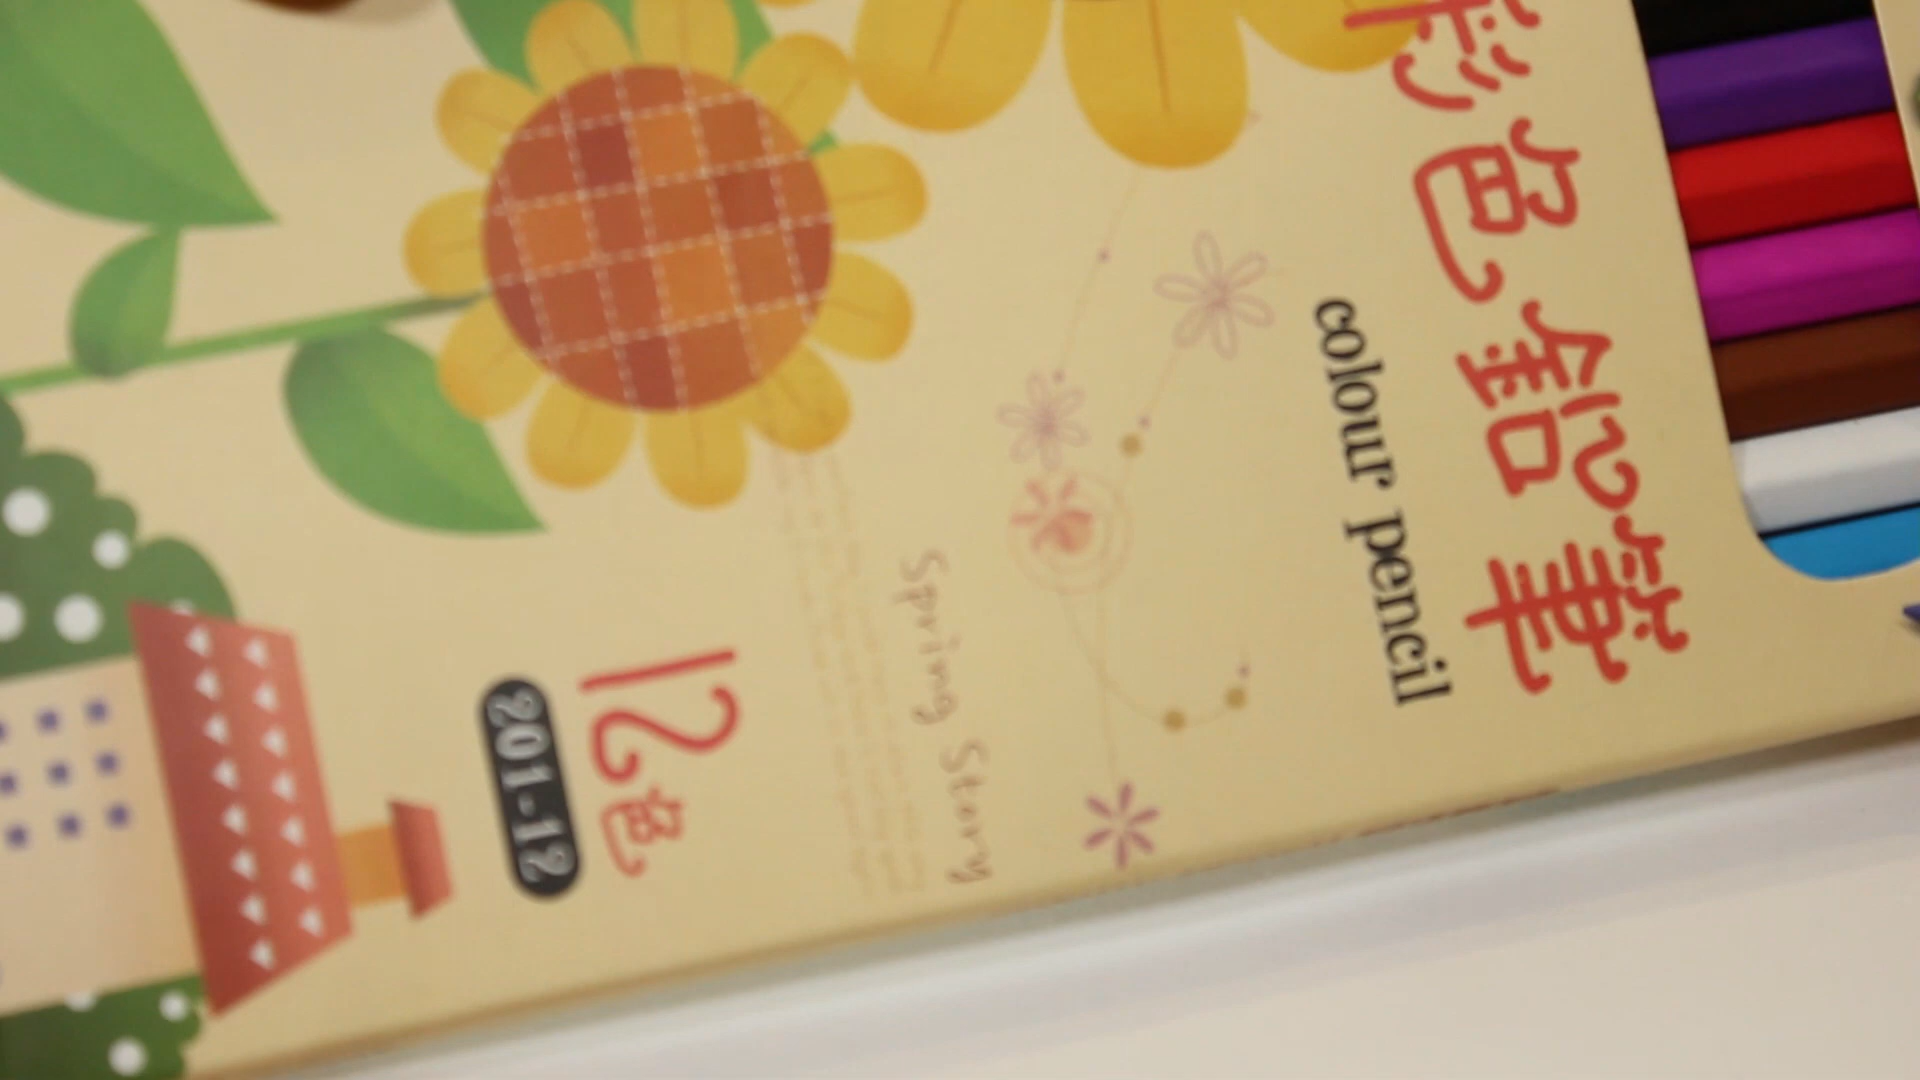 彩色鉛筆
colour pencil
Spring Story
12色
201-12